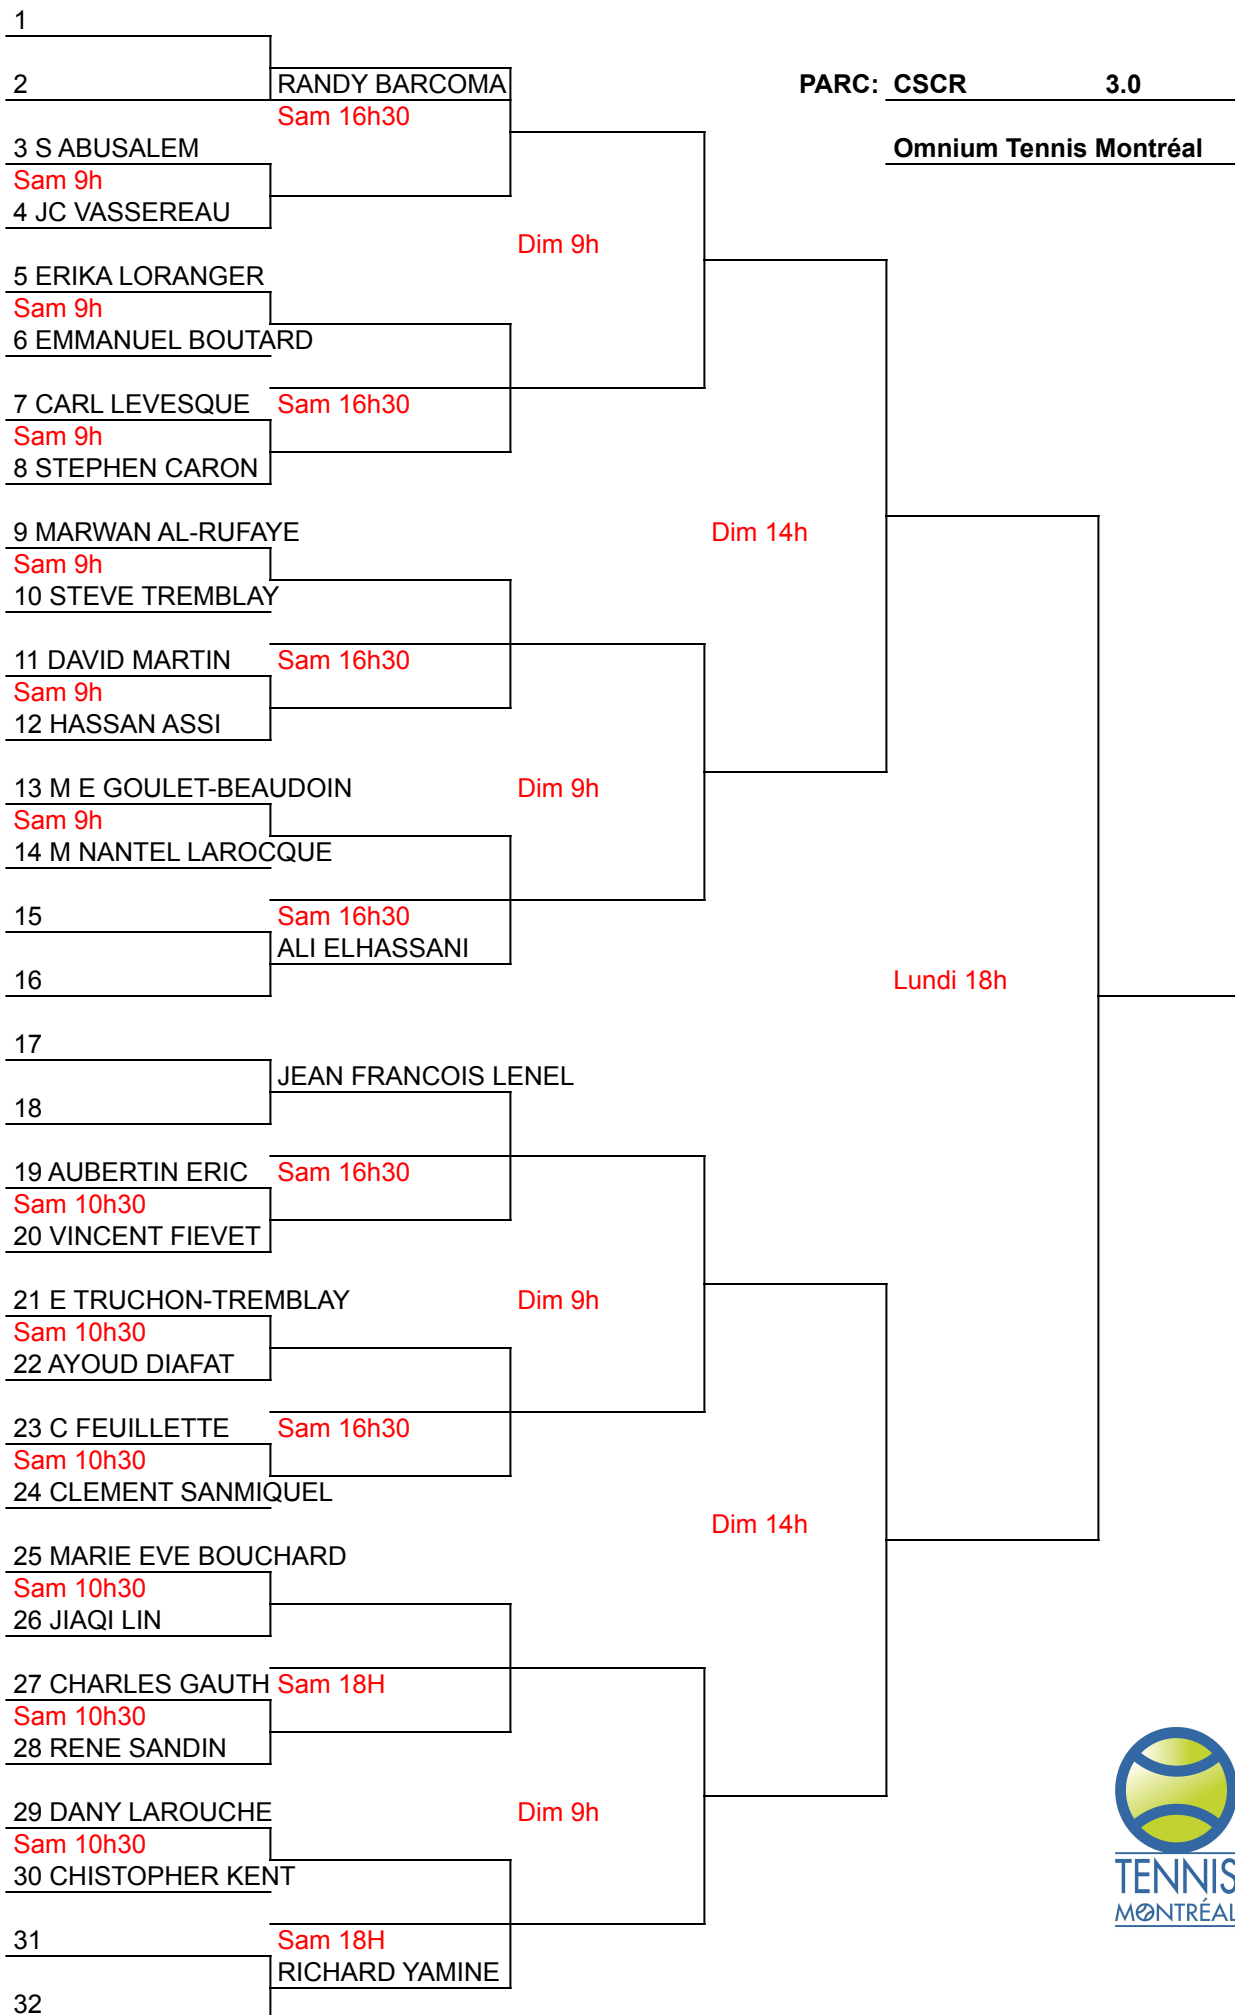 1
2
RANDY BARCOMA
PARC: CSCR 3.0
Sam 16h30
3 S ABUSALEM
Omnium Tennis Montréal
Sam 9h
4 JC VASSEREAU
Dim 9h
5 ERIKA LORANGER
Sam 9h
6 EMMANUEL BOUTARD
7 CARL LEVESQUE
Sam 16h30
Sam 9h
8 STEPHEN CARON
9 MARWAN AL-RUFAYE
Dim 14h
Sam 9h
10 STEVE TREMBLAY
11 DAVID MARTIN
Sam 16h30
Sam 9h
12 HASSAN ASSI
13 M E GOULET-BEAUDOIN
Dim 9h
Sam 9h
14 M NANTEL LAROCQUE
15
Sam 16h30
ALI ELHASSANI
16
Lundi 18h
17
JEAN FRANCOIS LENEL
18
19 AUBERTIN ERIC
Sam 16h30
Sam 10h30
20 VINCENT FIEVET
21 E TRUCHON-TREMBLAY
Dim 9h
Sam 10h30
22 AYOUD DIAFAT
23 C FEUILLETTE
Sam 16h30
Sam 10h30
24 CLEMENT SANMIQUEL
Dim 14h
25 MARIE EVE BOUCHARD
Sam 10h30
26 JIAQI LIN
27 CHARLES GAUTH
Sam 18H
Sam 10h30
28 RENE SANDIN
29 DANY LAROUCHE
Dim 9h
Sam 10h30
30 CHISTOPHER KENT
TENNIS
MONTRÉAL
31
Sam 18H
RICHARD YAMINE
32